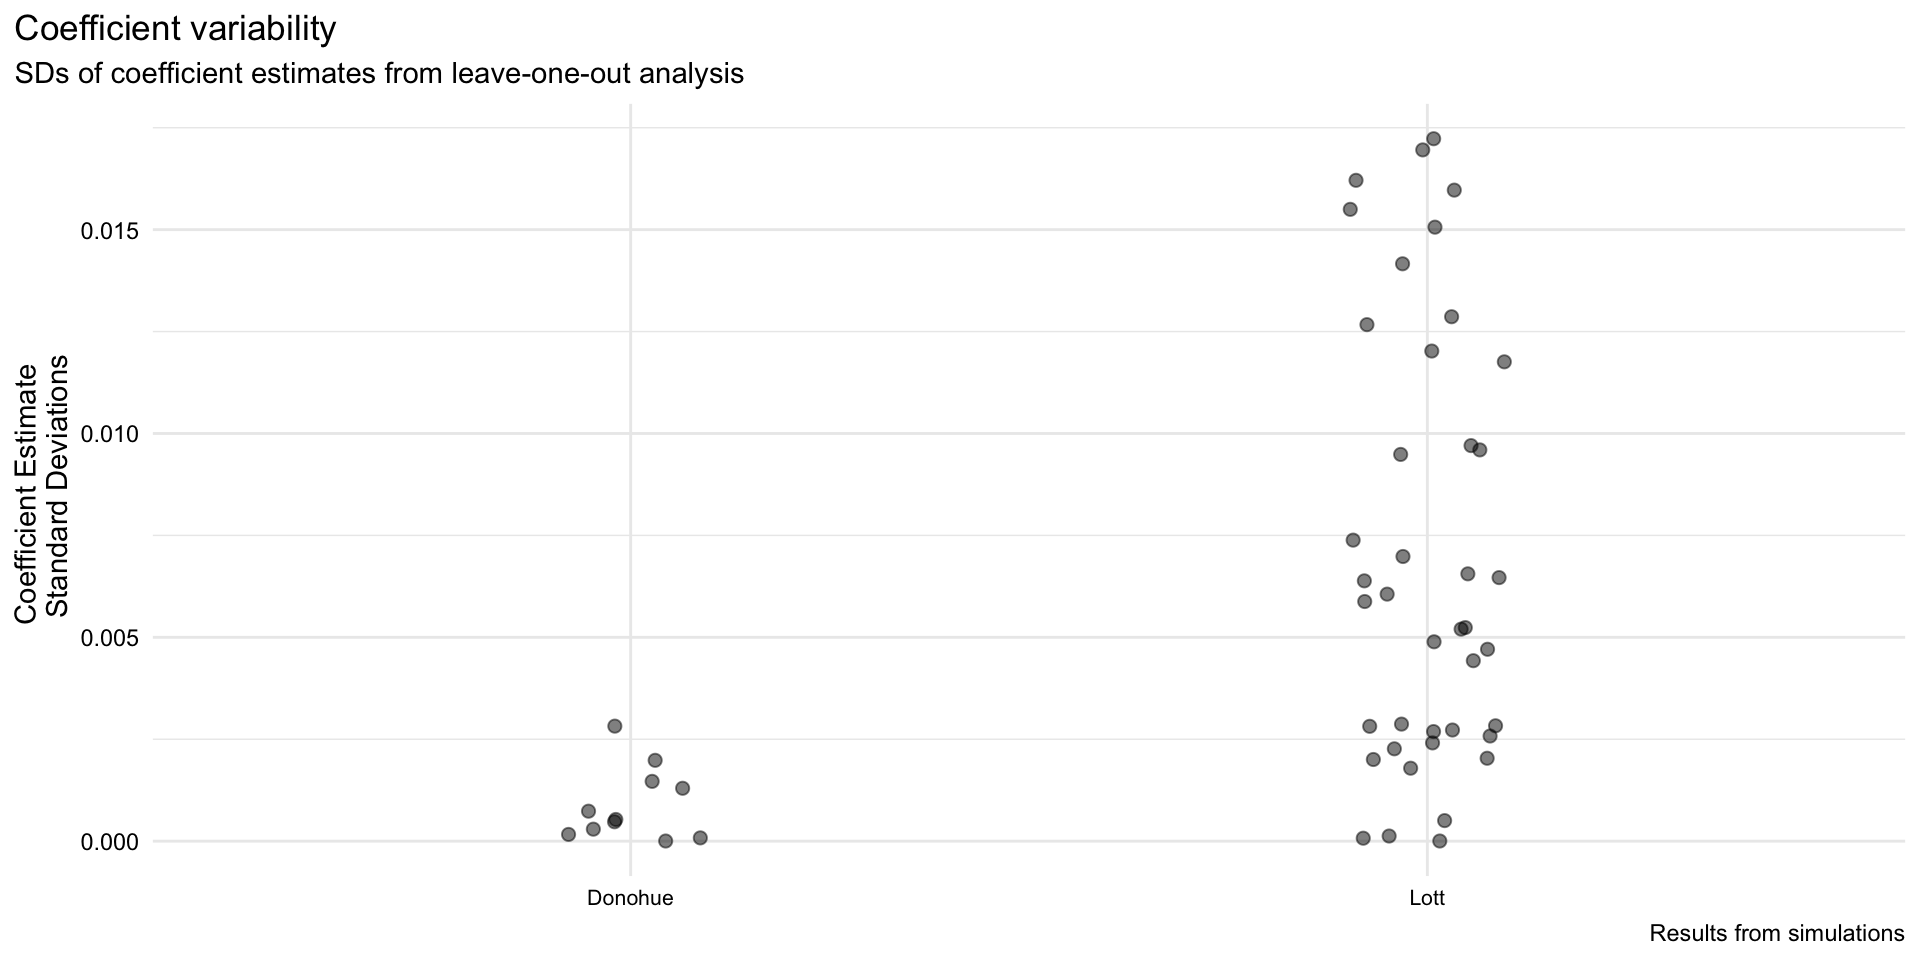 Coefficient variability
SDs of coefficient estimates from leave-one-out analysis
Coefficient Estimate
Standard Deviations
0.015
0.010
0.005
0.000
Donohue
Lott
Results from simulations